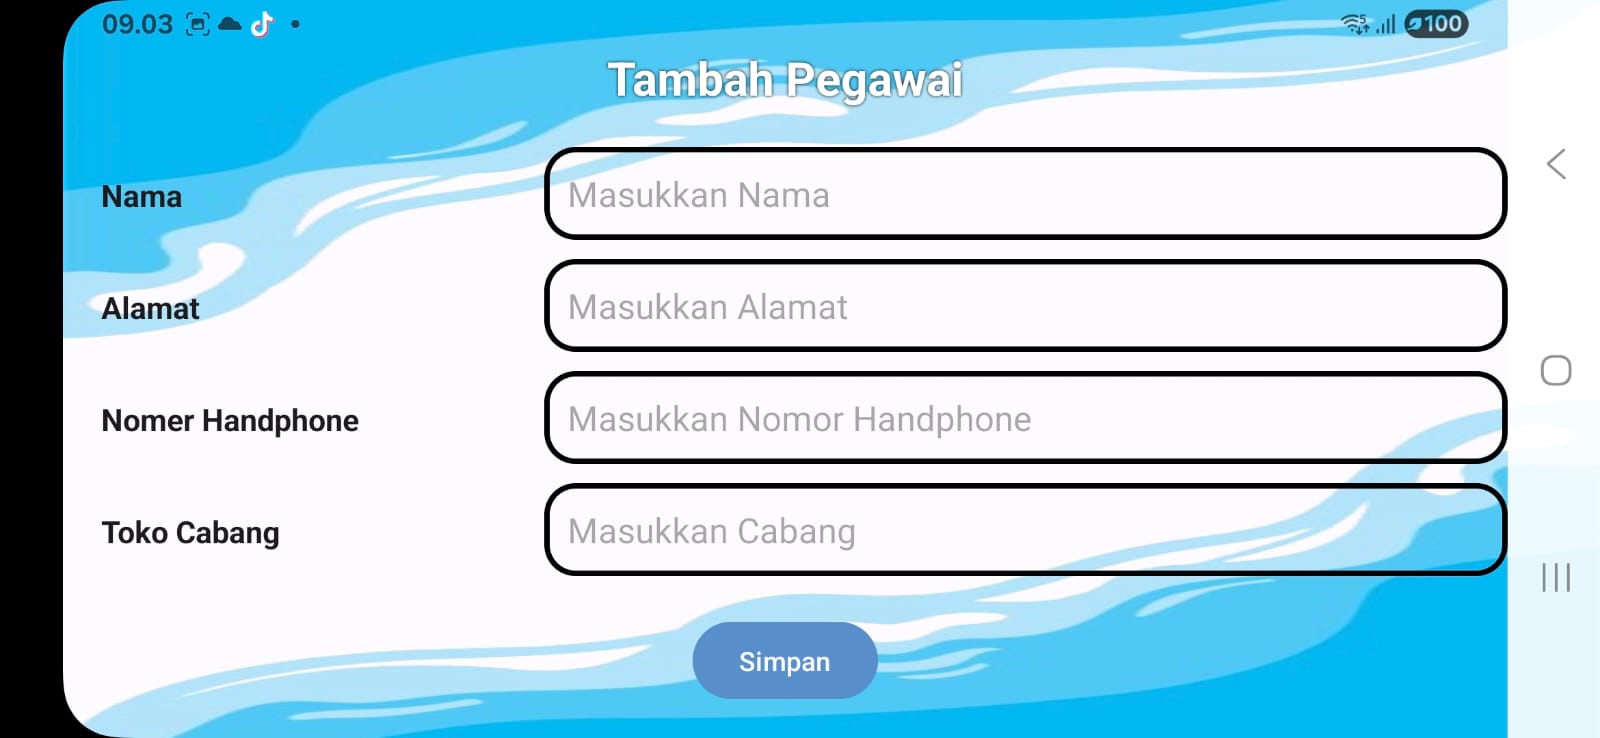 09.03
5
100
Tambah Pegawai
Nama
Masukkan Nama
Alamat
Masukkan Alamat
Nomer Handphone
Masukkan Nomor Handphone
Toko Cabang
Masukkan Cabang
Simpan